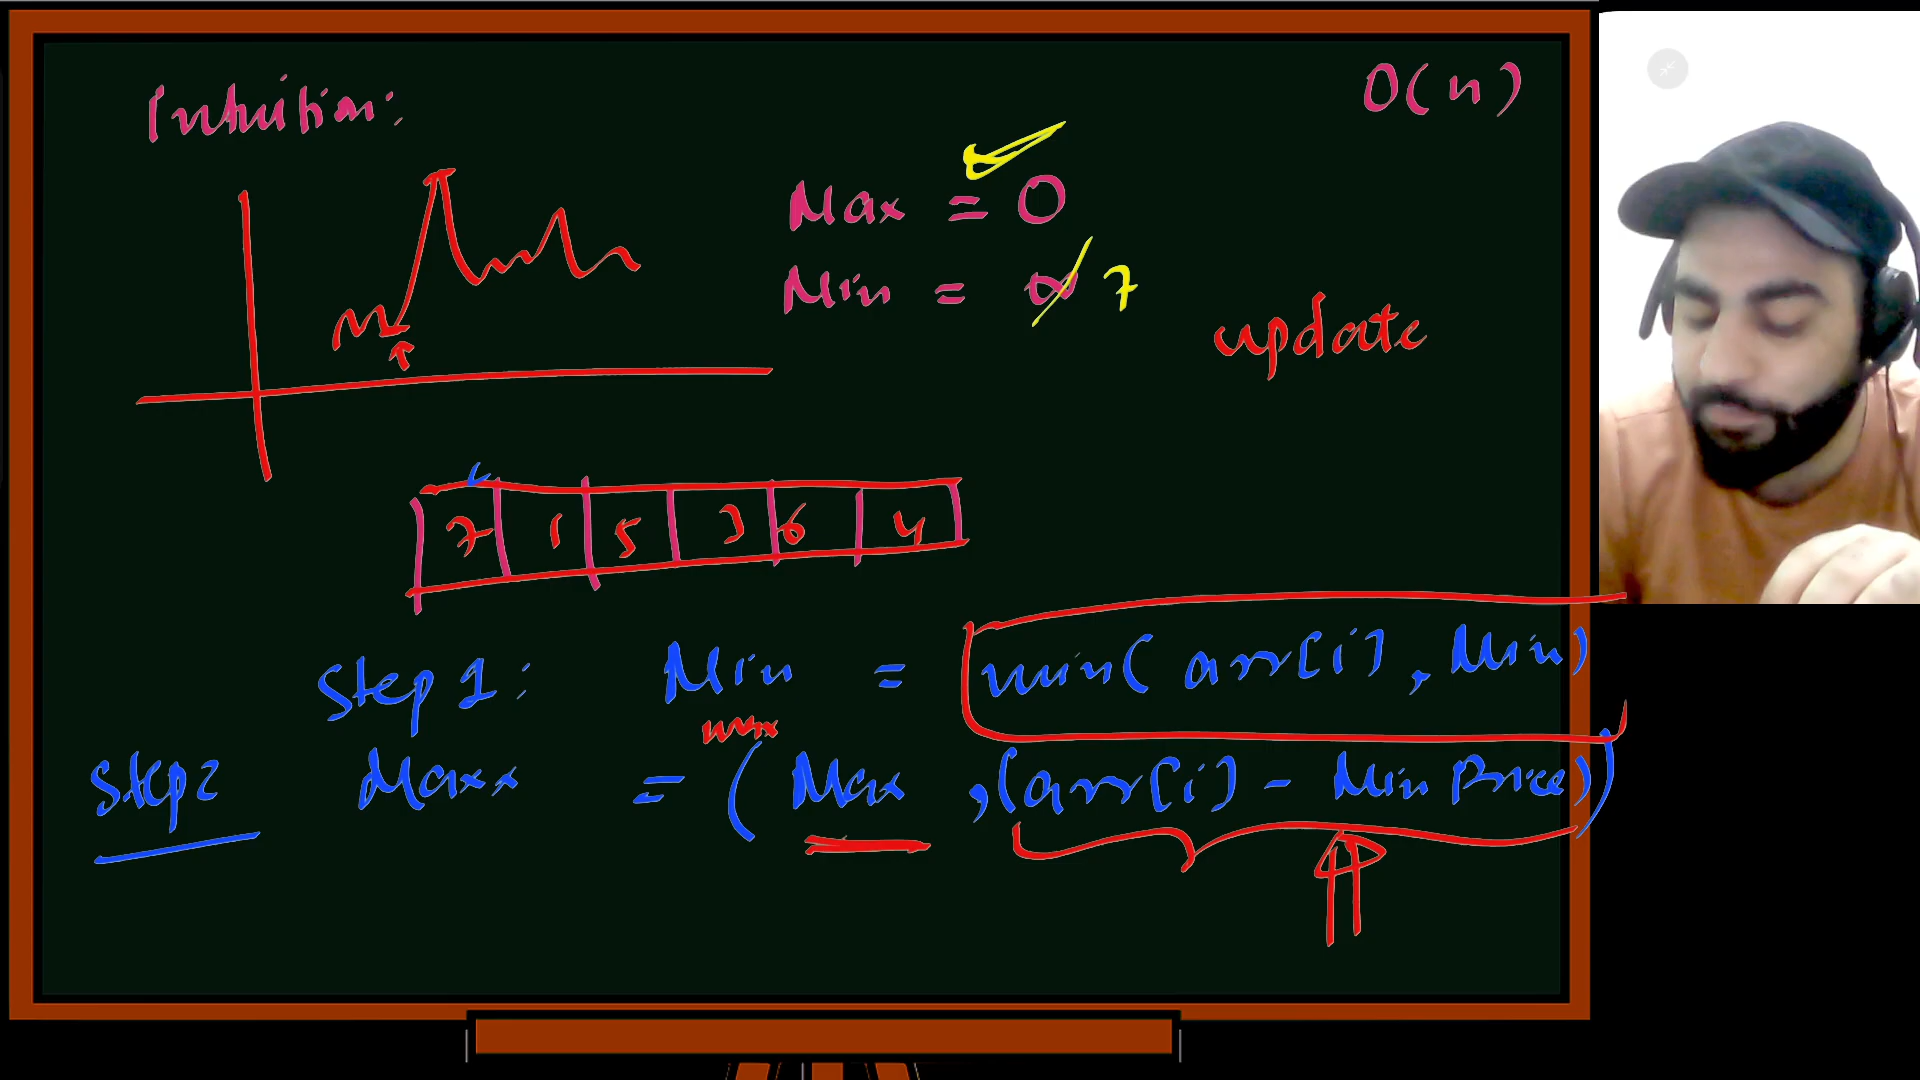 Intuition:
O(n)
Max = 0
Min = ∞ 7
update
7 1 5 3 6 4
Step 1: Min = min( arr[i] , Min)
max
Step 2 Maxx = ( Max ,(arr[i] - Min Price))